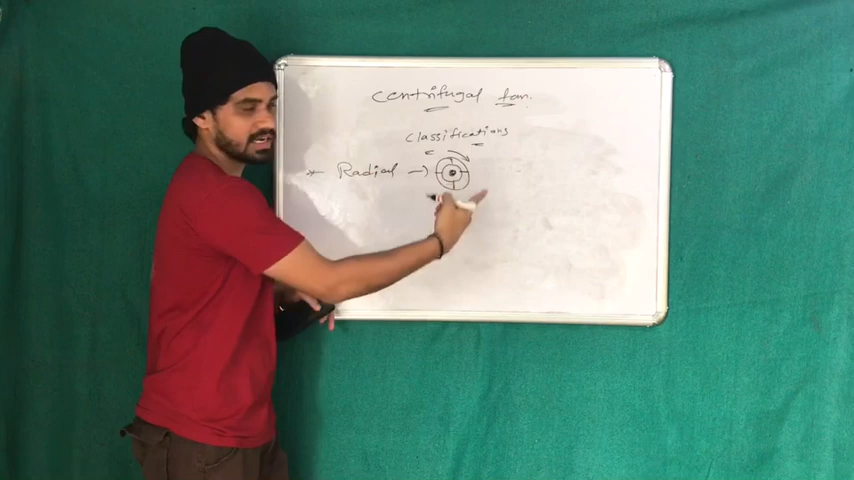 Centrifugal fan.
classifications
* Radial →